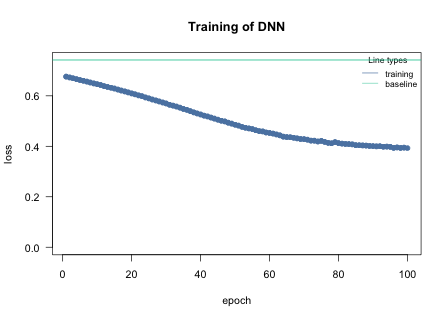 Training of DNN
Line types
training
baseline
loss
0.6
0.4
0.2
0.0
0 20 40 60 80 100
epoch